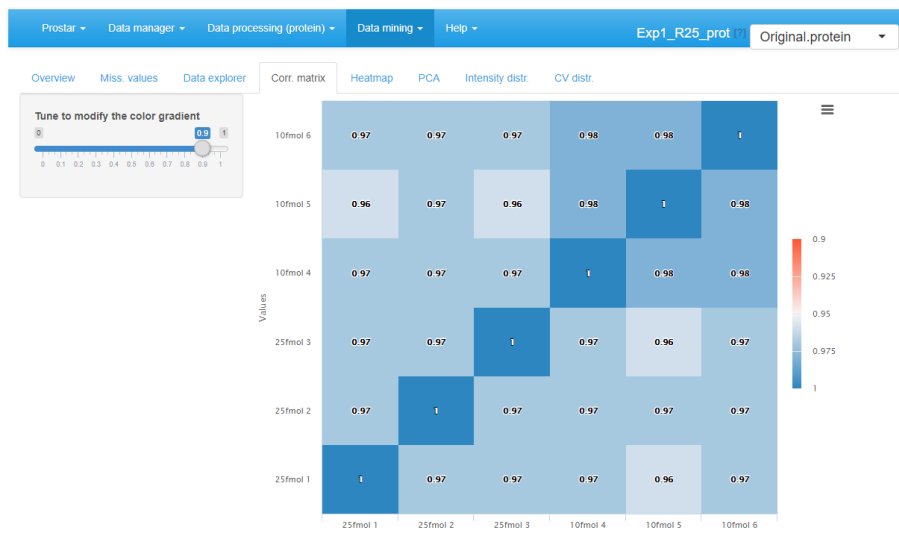 Prostar Data manager Data processing (protein) Data mining Help Exp1_R25_prot [?] Original.protein
Overview Miss. values Data explorer Corr. matrix Heatmap PCA Intensity distr. CV distr.
Tune to modify the color gradient
0 0.9 1
0 0.1 0.2 0.3 0.4 0.5 0.6 0.7 0.8 0.9 1
10fmol 6 0.97 0.97 0.97 0.98 0.98 1
10fmol 5 0.96 0.97 0.96 0.98 1 0.98
10fmol 4 0.97 0.97 0.97 1 0.98 0.98
Values
25fmol 3 0.97 0.97 1 0.97 0.96 0.97
25fmol 2 0.97 1 0.97 0.97 0.97 0.97
25fmol 1 1 0.97 0.97 0.97 0.96 0.97
25fmol 1 25fmol 2 25fmol 3 10fmol 4 10fmol 5 10fmol 6
0.9
0.925
0.95
0.975
1